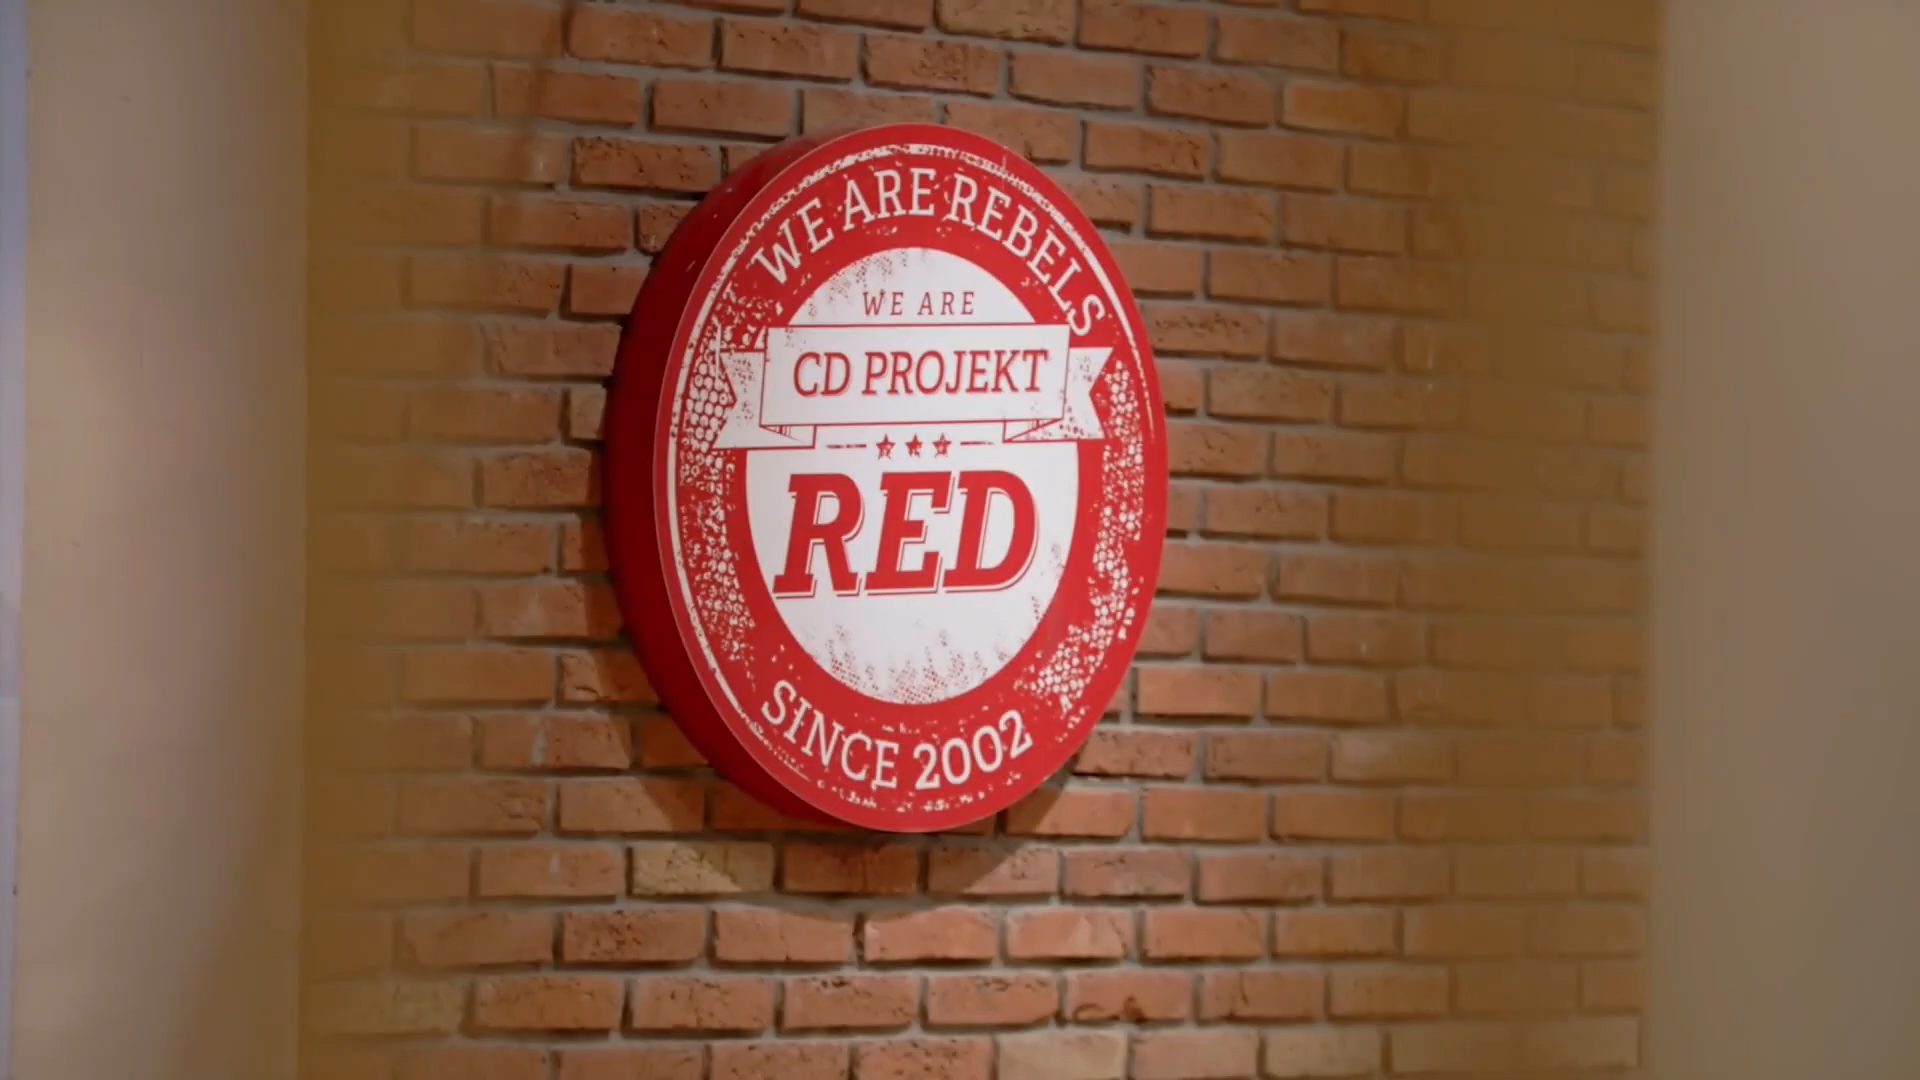 WE ARE REBELS
WE ARE
CD PROJEKT
RED
SINCE 2002